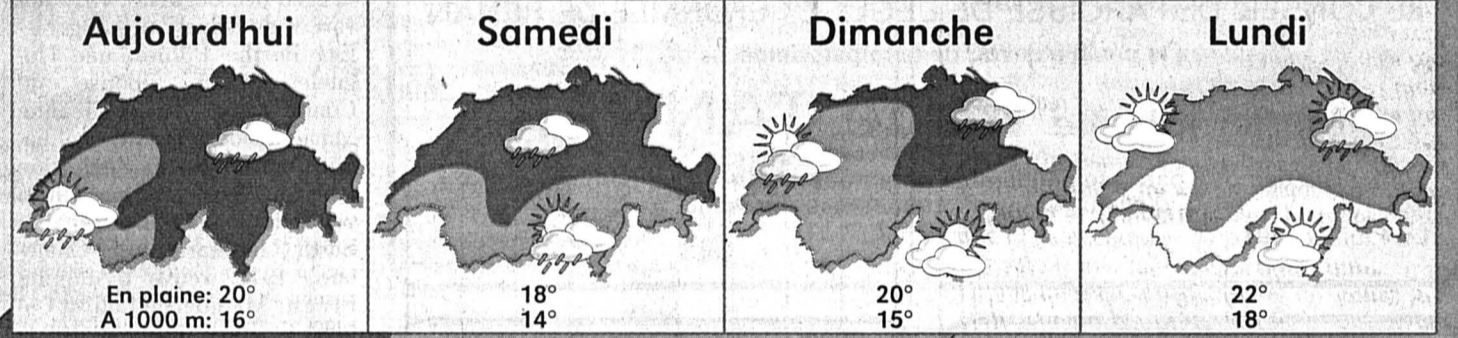 Aujourd'hui
En plaine: 20°
A 1000 m: 16°
Samedi
18°
14°
Dimanche
20°
15°
Lundi
22°
18°